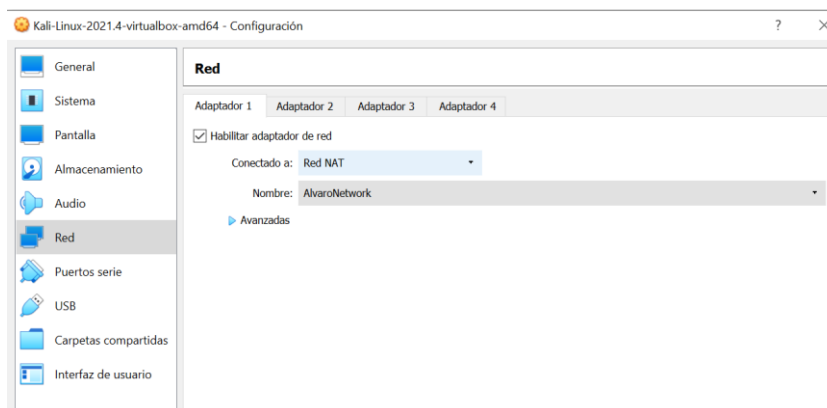 Kali-Linux-2021.4-virtualbox-amd64 - Configuración
?
General
Sistema
Pantalla
Almacenamiento
Audio
Red
Puertos serie
USB
Carpetas compartidas
Interfaz de usuario
Red
Adaptador 1 Adaptador 2 Adaptador 3 Adaptador 4
Habilitar adaptador de red
Conectado a: Red NAT
Nombre: AlvaroNetwork
Avanzadas